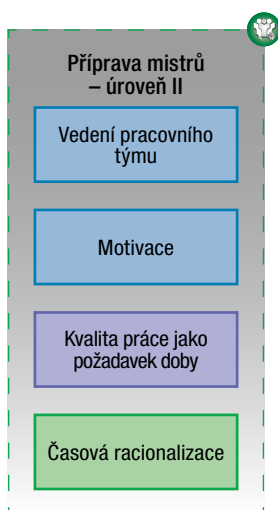 Příprava mistrů
– úroveň II
Vedení pracovního
týmu
Motivace
Kvalita práce jako
požadavek doby
Časová racionalizace